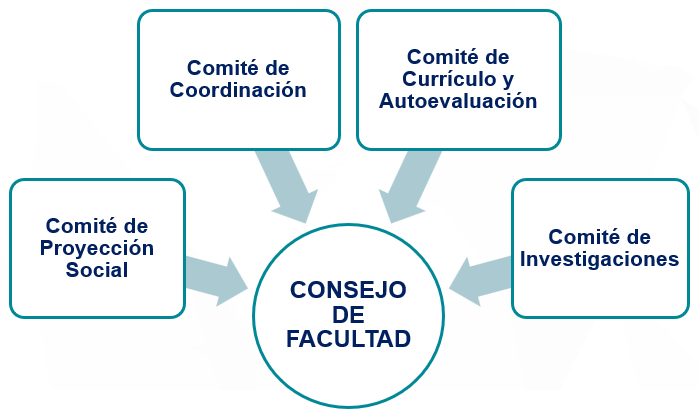 Comité de
Coordinación
Comité de
Currículo y
Autoevaluación
Comité de
Proyección
Social
Comité de
Investigaciones
CONSEJO
DE
FACULTAD